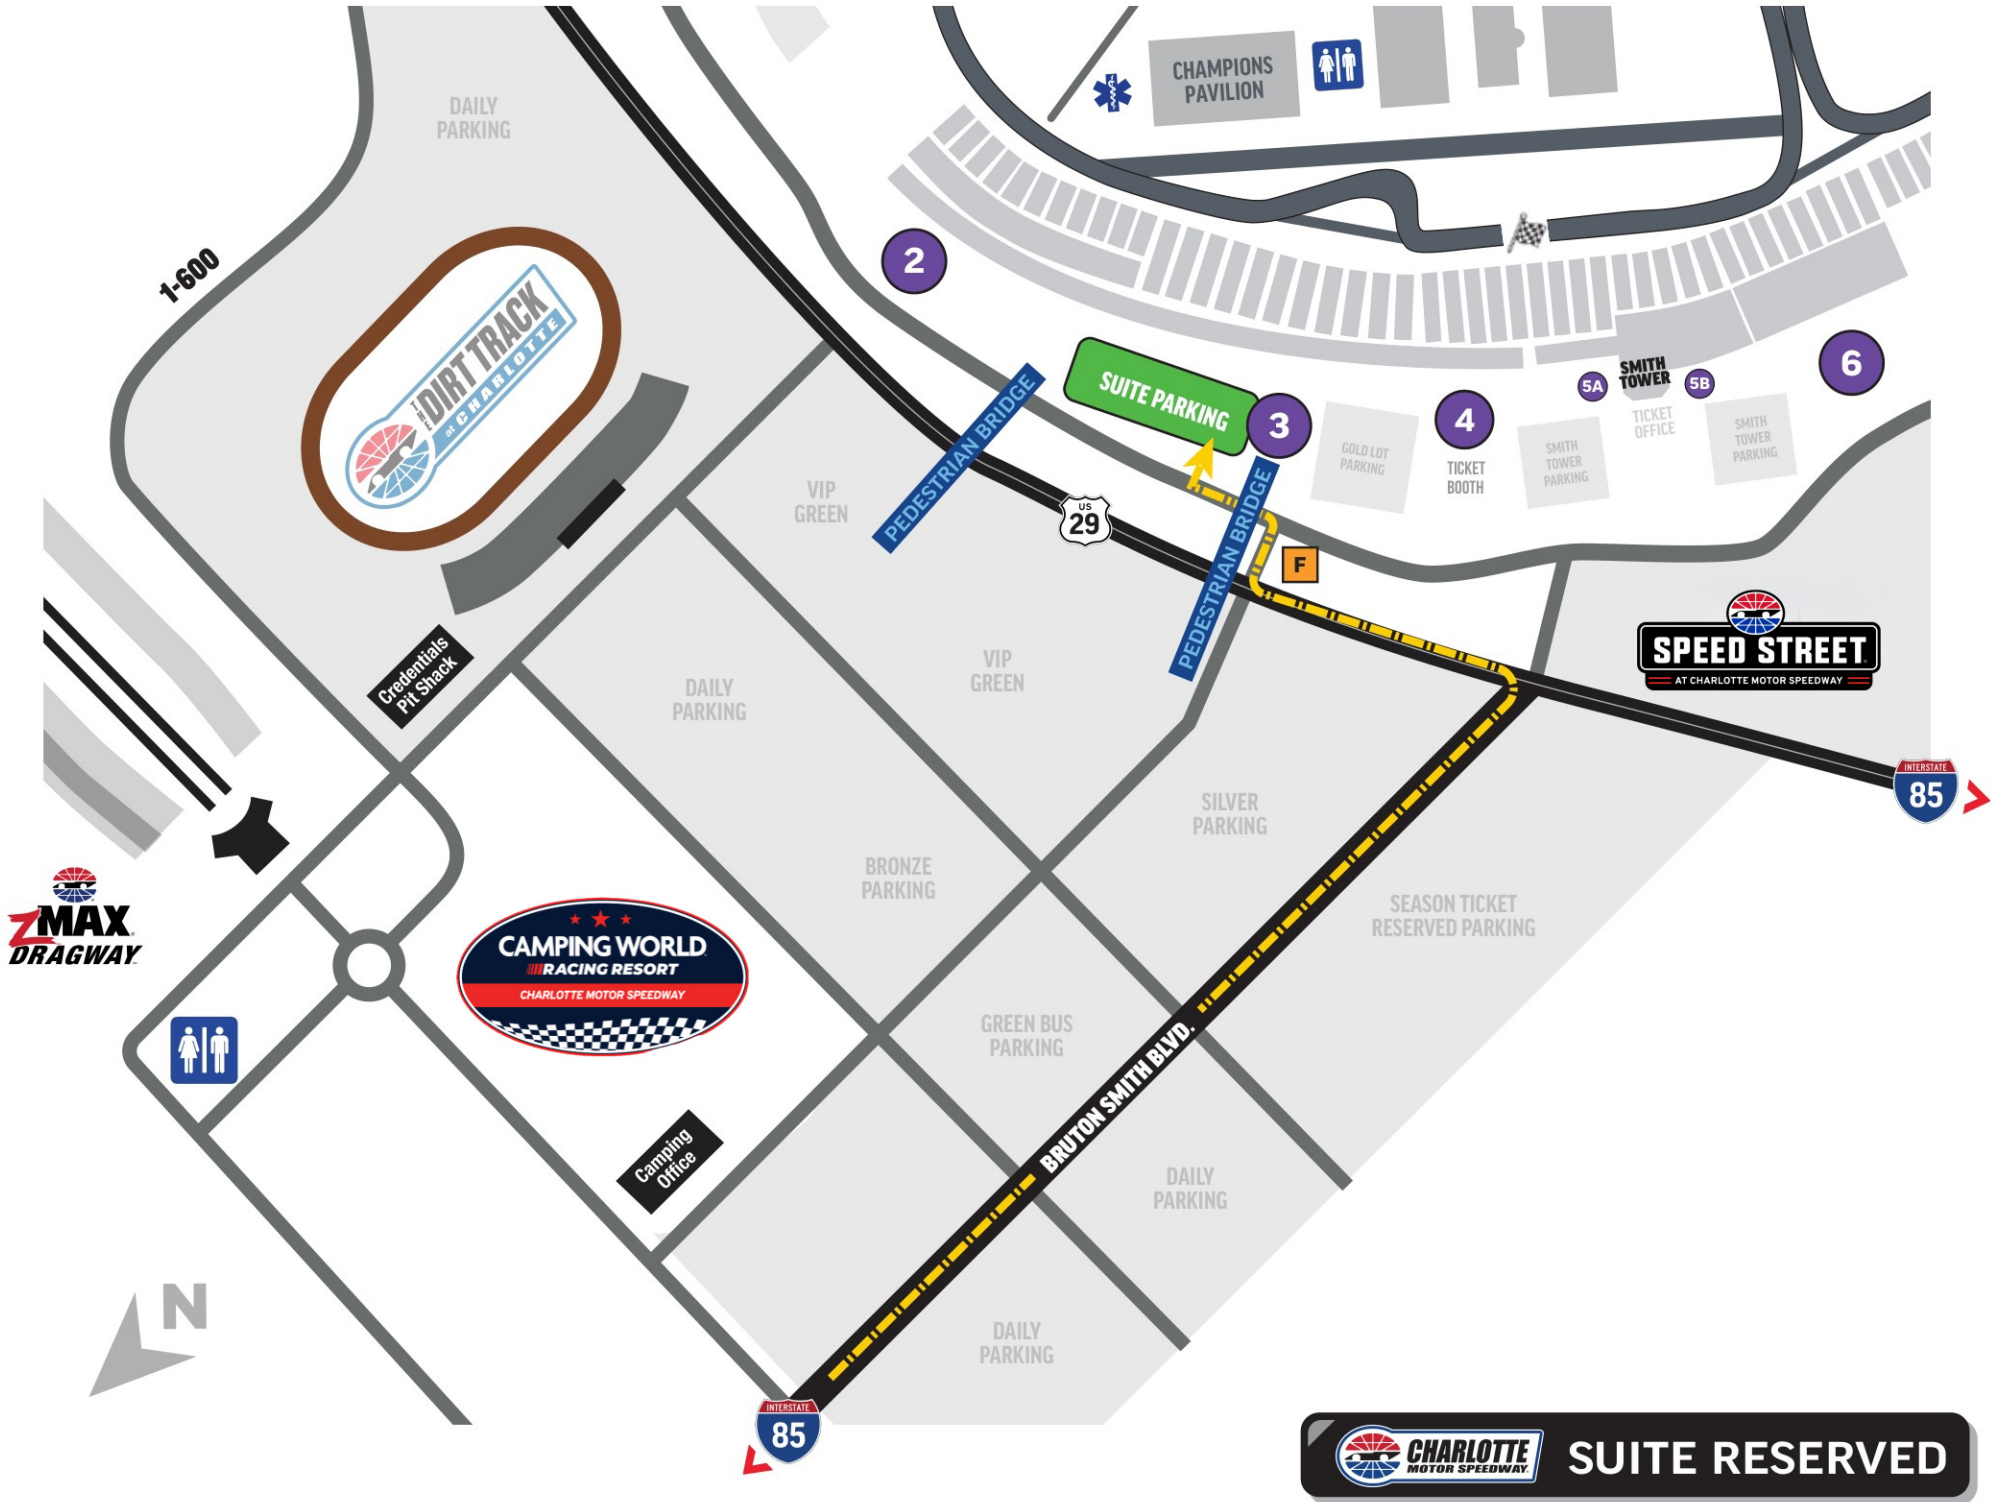 CHAMPIONS
PAVILION
DAILY
PARKING
1-600
2
THE
DIRT TRACK
at CHARLOTTE
PEDESTRIAN BRIDGE
SUITE PARKING
3
4
TICKET
BOOTH
GOLD LOT
PARKING
5A
SMITH
TOWER
5B
TICKET
OFFICE
6
SMITH
TOWER
PARKING
SMITH
TOWER
PARKING
VIP
GREEN
US
29
PEDESTRIAN BRIDGE
F
SPEED STREET
AT CHARLOTTE MOTOR SPEEDWAY
Credentials
Pit Shack
DAILY
PARKING
VIP
GREEN
INTERSTATE
85
SILVER
PARKING
BRONZE
PARKING
SEASON TICKET
RESERVED PARKING
ZMAX
DRAGWAY
CAMPING WORLD
RACING RESORT
CHARLOTTE MOTOR SPEEDWAY
GREEN BUS
PARKING
BRUTON SMITH BLVD.
Camping
Office
DAILY
PARKING
N
DAILY
PARKING
INTERSTATE
85
CHARLOTTE
MOTOR SPEEDWAY
SUITE RESERVED